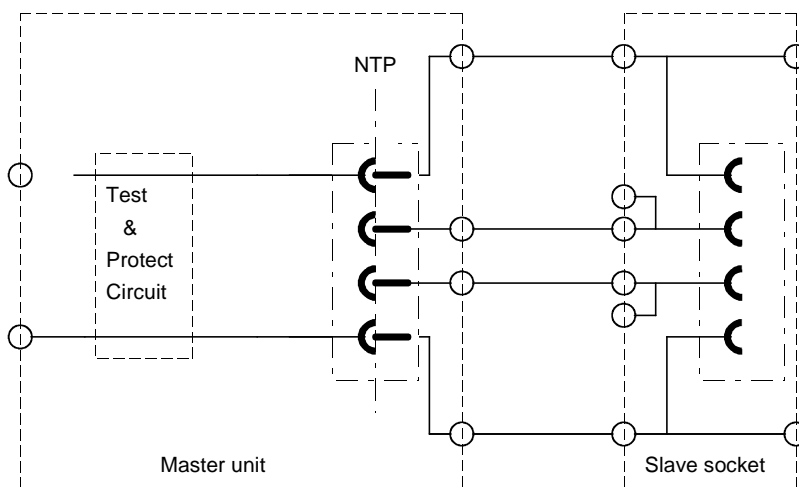 NTP
Test
&
Protect
Circuit
Master unit
Slave socket